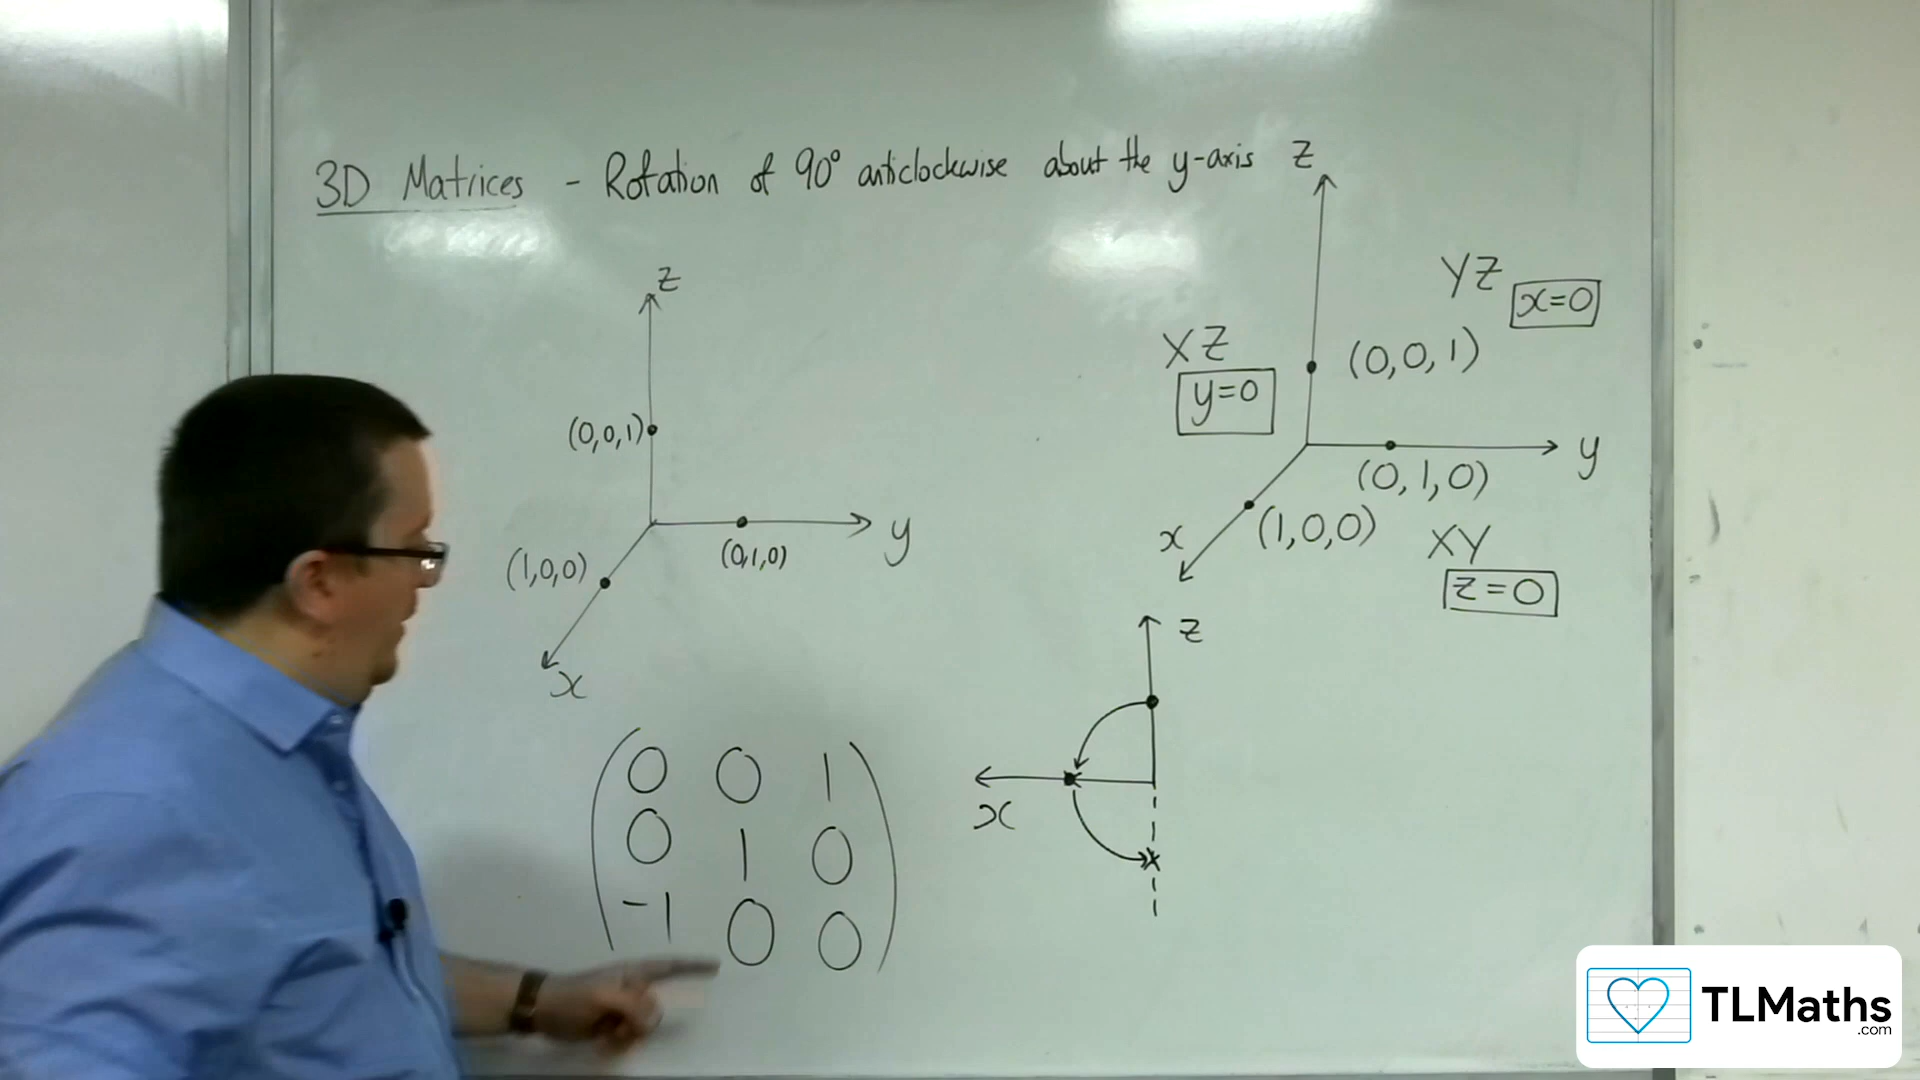 3D Matrices - Rotation of 90° anticlockwise about the y-axis
z
(0,0,1)
y
(0,1,0)
(1,0,0)
x
z
YZ
x=0
XZ
y=0
(0,0,1)
y
(0,1,0)
x
(1,0,0)
XY
z=0
z
x
0 0 1
0 1 0
-1 0 0
TLMaths
.com